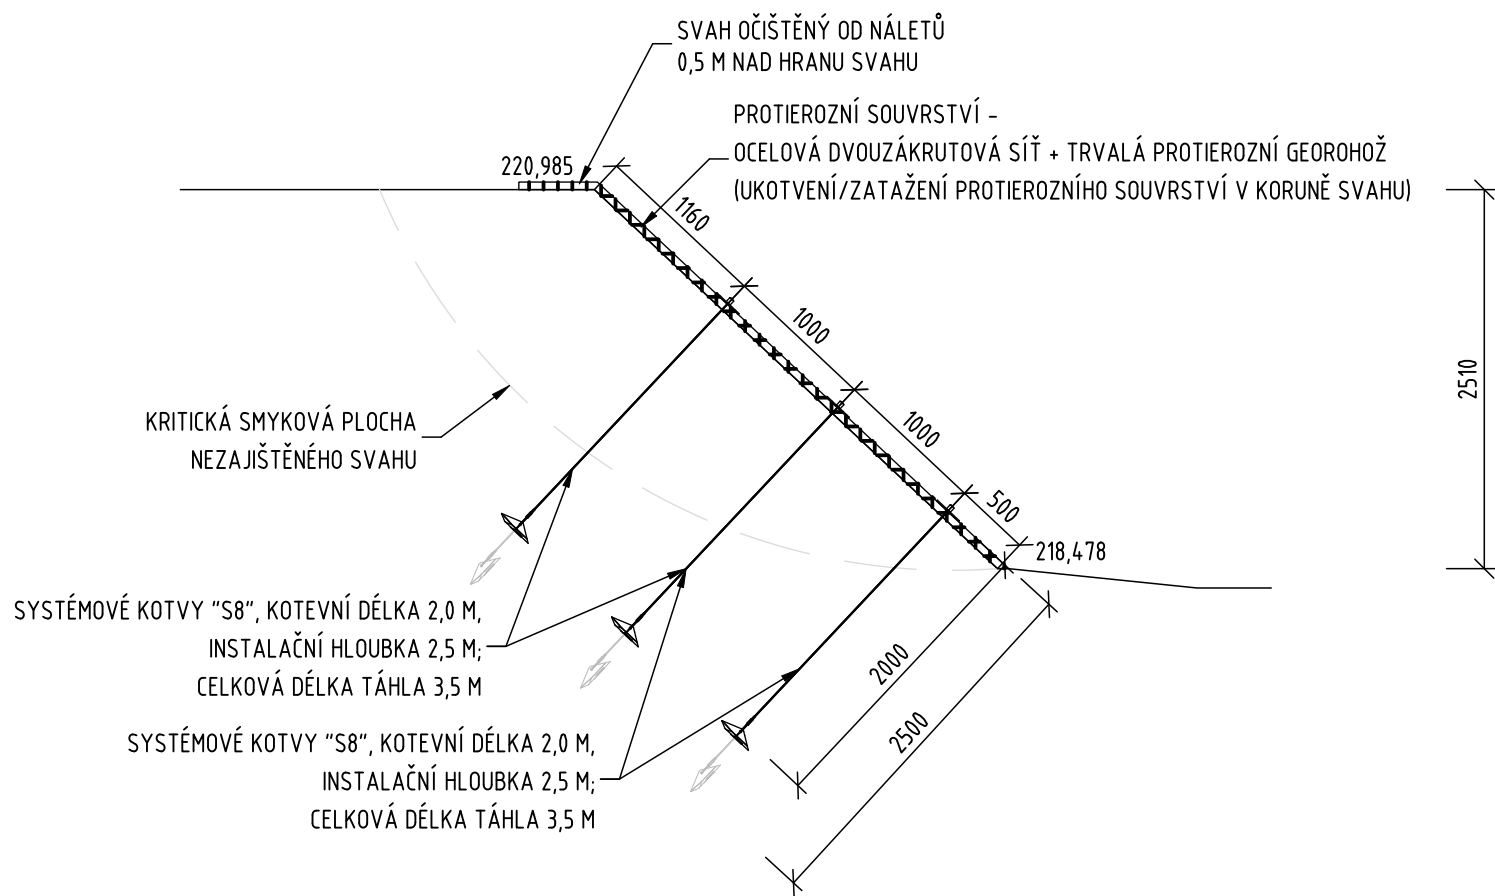 SVAH OČIŠTĚNÝ OD NÁLETŮ
0,5 M NAD HRANU SVAHU
PROTIEROZNÍ SOUVRSTVÍ -
OCELOVÁ DVOUZÁKRUTOVÁ SÍŤ + TRVALÁ PROTIEROZNÍ GEOROHOŽ
(UKOTVENÍ/ZATAŽENÍ PROTIEROZNÍHO SOUVRSTVÍ V KORUNĚ SVAHU)
220,985
1160
1000
1000
500
2510
218,478
KRITICKÁ SMYKOVÁ PLOCHA
NEZAJIŠTĚNÉHO SVAHU
SYSTÉMOVÉ KOTVY "S8", KOTEVNÍ DÉLKA 2,0 M,
INSTALAČNÍ HLOUBKA 2,5 M;
CELKOVÁ DÉLKA TÁHLA 3,5 M
SYSTÉMOVÉ KOTVY "S8", KOTEVNÍ DÉLKA 2,0 M,
INSTALAČNÍ HLOUBKA 2,5 M;
CELKOVÁ DÉLKA TÁHLA 3,5 M
2000
2500